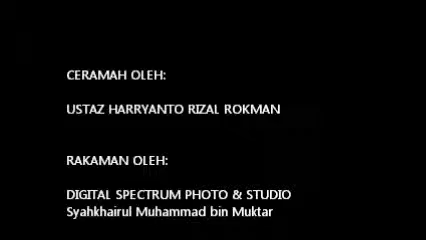 CERAMAH OLEH:
USTAZ HARRYANTO RIZAL ROKMAN
RAKAMAN OLEH:
DIGITAL SPECTRUM PHOTO & STUDIO
Syahkhairul Muhammad bin Muktar